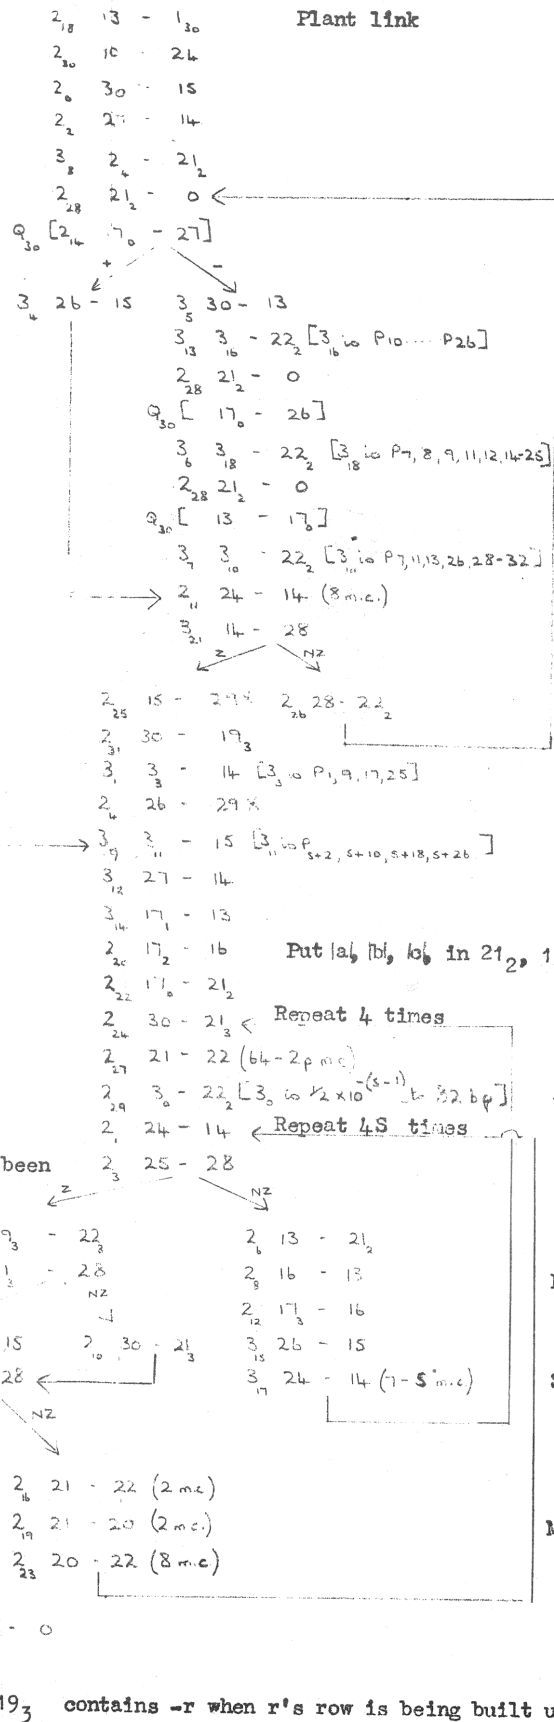 2₁₈ 13 - 1₃₀ Plant link
2₃₀ 10 - 24
2₀ 30 - 15
2₂ 27 - 14
3₈ 2₄ - 21₂
2₂₈ 21₂ - 0
Q₃₀ [2₁₄ 17₀ - 27]
+ -
3₄ 26 - 15 3₅ 30 - 13
3₁₃ 3₁₆ - 22₂ [3₁₆ is P10 .... P26]
2₂₈ 21₂ - 0
Q₃₀ [ 17₀ - 26]
3₆ 3₁₈ - 22₂ [3₁₈ is P7, 8, 9, 11, 12, 14-25]
2₂₈ 21₂ - 0
Q₃₀ [ 13 - 17₀]
3₇ 3₁₀ - 22₂ [3₁₀ is P7, 11, 13, 26, 28-32]
2₁₁ 24 - 14 (8 m.c.)
3₂₁ 14 - 28
Z NZ
2₂₅ 15 - 29X 2₂₆ 28 - 22₂
2₃₁ 30 - 19₃
3₁ 3₃ - 14 [3₃ is P1, 9, 17, 25]
2₄ 26 - 29X
3₉ 3₁₁ - 15 [3₁₁ is P s+2, s+10, s+18, s+26 ]
3₁₂ 27 - 14
3₁₄ 17₁ - 13
2₂₀ 17₂ - 16 Put |a|, |b|, |c|, in 21₂, 1
2₂₂ 17₀ - 21₂
2₂₄ 30 - 21₃ Repeat 4 times
2₂₇ 21 - 22 (64-2p m.c)
2₂₉ 3₀ - 22₂ [3₀ is ½ x 10^-(s-1) to 32 bp]
2₁ 24 - 14 Repeat 4S times
been 2₃ 25 - 28
Z NZ
9₃ - 22₃ 2₆ 13 - 21₂
1₃ - 28 2₈ 16 - 13
NZ 2₁₂ 17₃ - 16
15 2₁₀ 30 - 21₃ 3₁₅ 26 - 15
28 3₁₇ 24 - 14 (7-S m.c)
NZ
2₁₆ 21 - 22 (2 m.c)
2₁₉ 21 - 20 (2 m.c.)
2₂₃ 20 - 22 (8 m.c)
- 0
19₃ contains -r when r's row is being built u